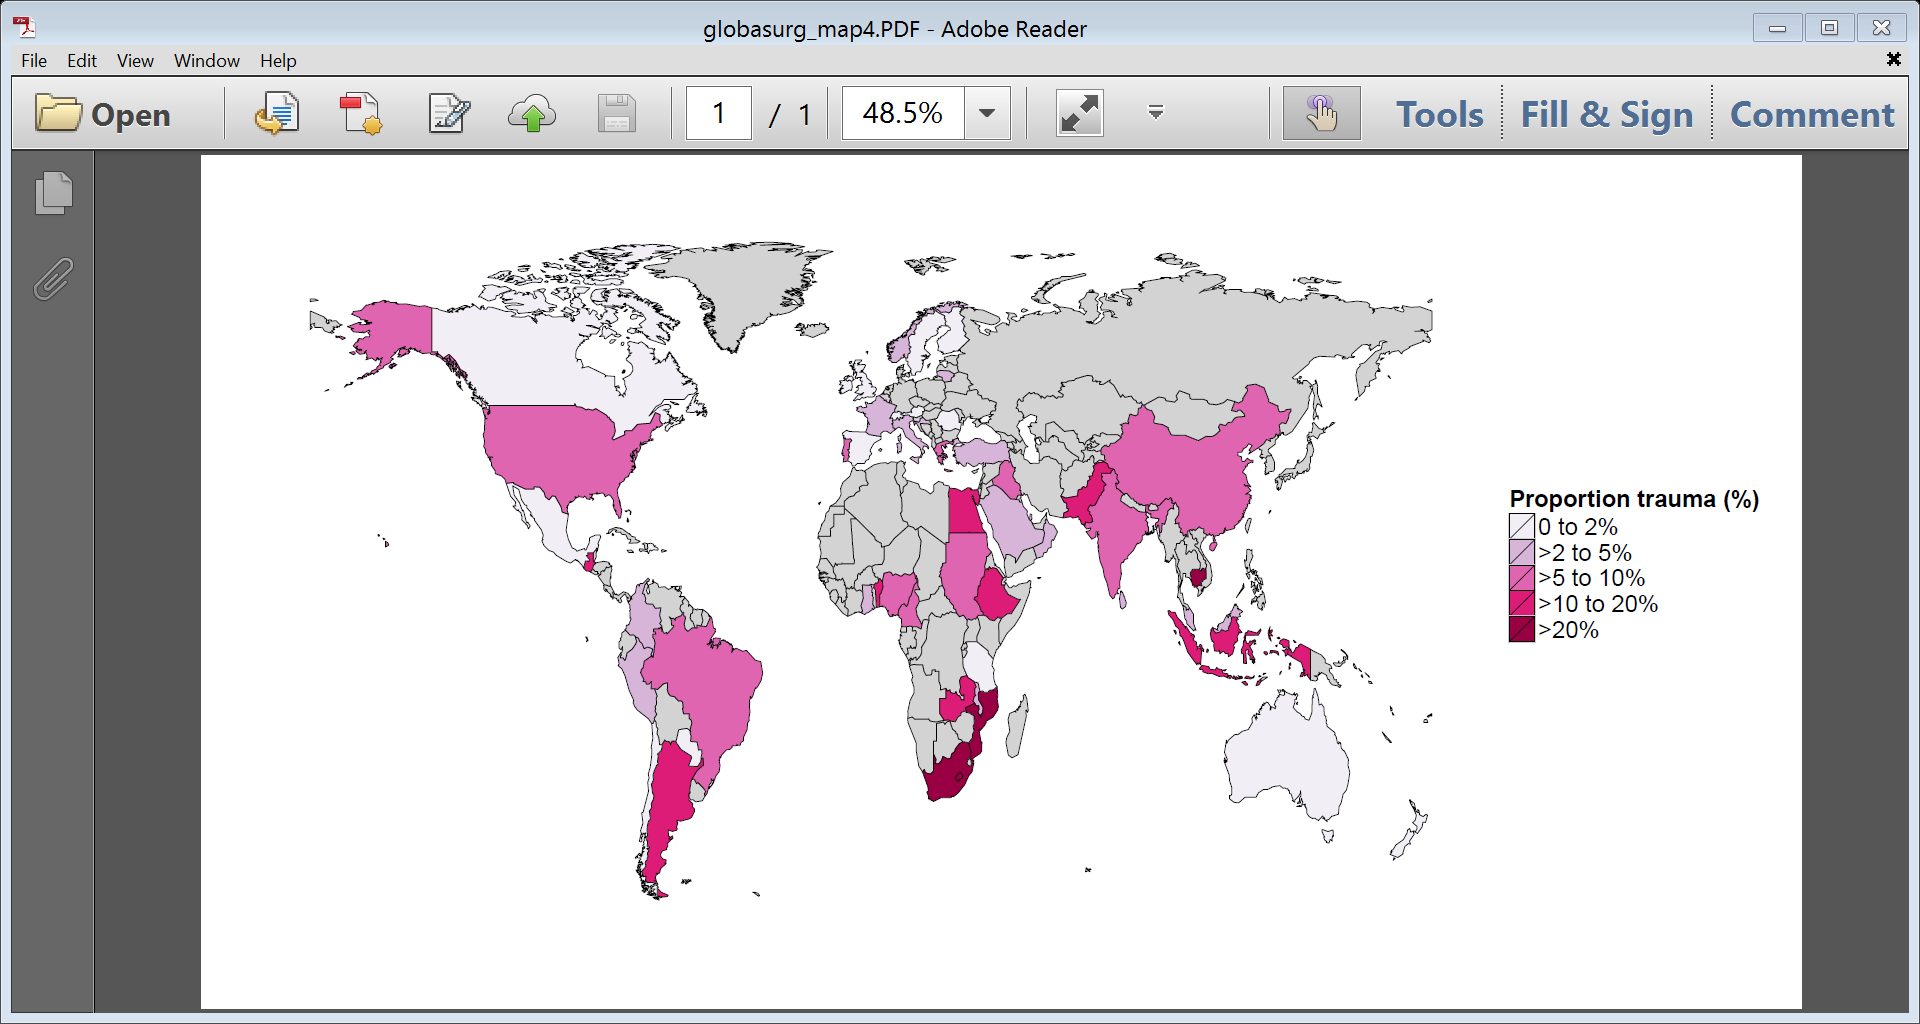 globasurg_map4.PDF - Adobe Reader
File Edit View Window Help
Open 1 / 1 48.5% Tools Fill & Sign Comment
Proportion trauma (%)
0 to 2%
>2 to 5%
>5 to 10%
>10 to 20%
>20%